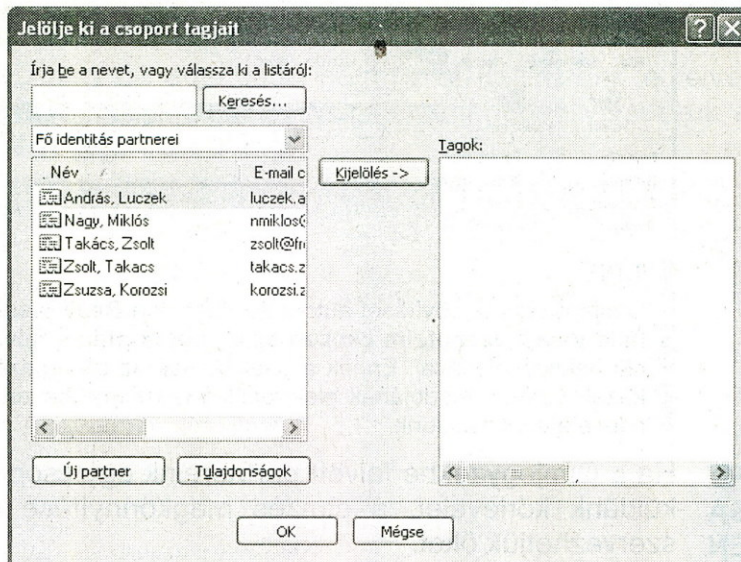 Jelölje ki a csoport tagjait
Írja be a nevet, vagy válassza ki a listáról:
Keresés...
Fő identitás partnerei
Név E-mail c
András, Luczek luczek.a
Nagy, Miklós nmiklos@
Takács, Zsolt zsolt@fre
Zsolt, Takacs takacs.z
Zsuzsa, Korozsi korozsi.z
Kijelölés ->
Tagok:
Új partner
Tulajdonságok
OK
Mégse